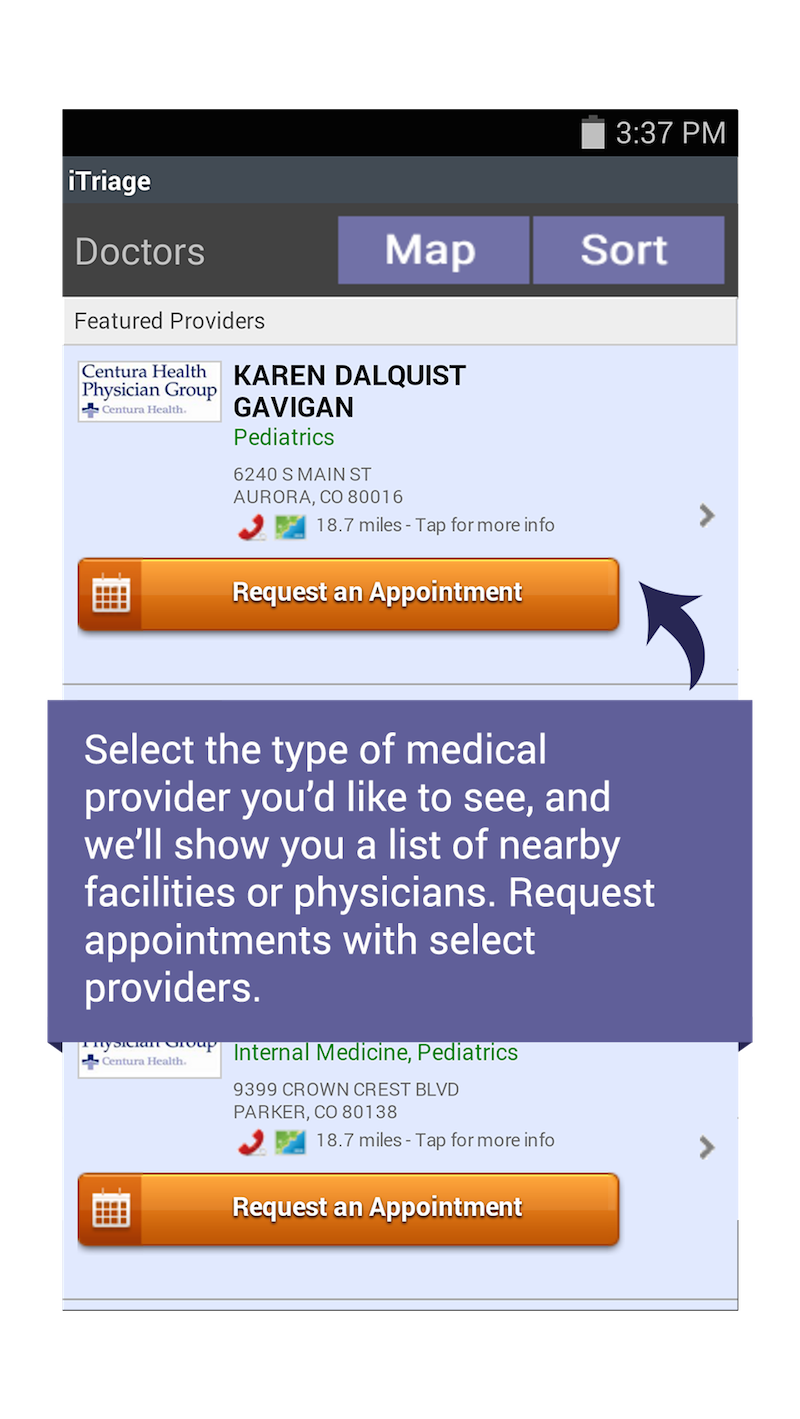 3:37 PM
iTriage
Doctors
Map
Sort
Featured Providers
Centura Health
Physician Group
Centura Health.
KAREN DALQUIST
GAVIGAN
Pediatrics
6240 S MAIN ST
AURORA, CO 80016
18.7 miles - Tap for more info
Request an Appointment
Select the type of medical
provider you’d like to see, and
we’ll show you a list of nearby
facilities or physicians. Request
appointments with select
providers.
Physician Group
Centura Health.
Internal Medicine, Pediatrics
9399 CROWN CREST BLVD
PARKER, CO 80138
18.7 miles - Tap for more info
Request an Appointment